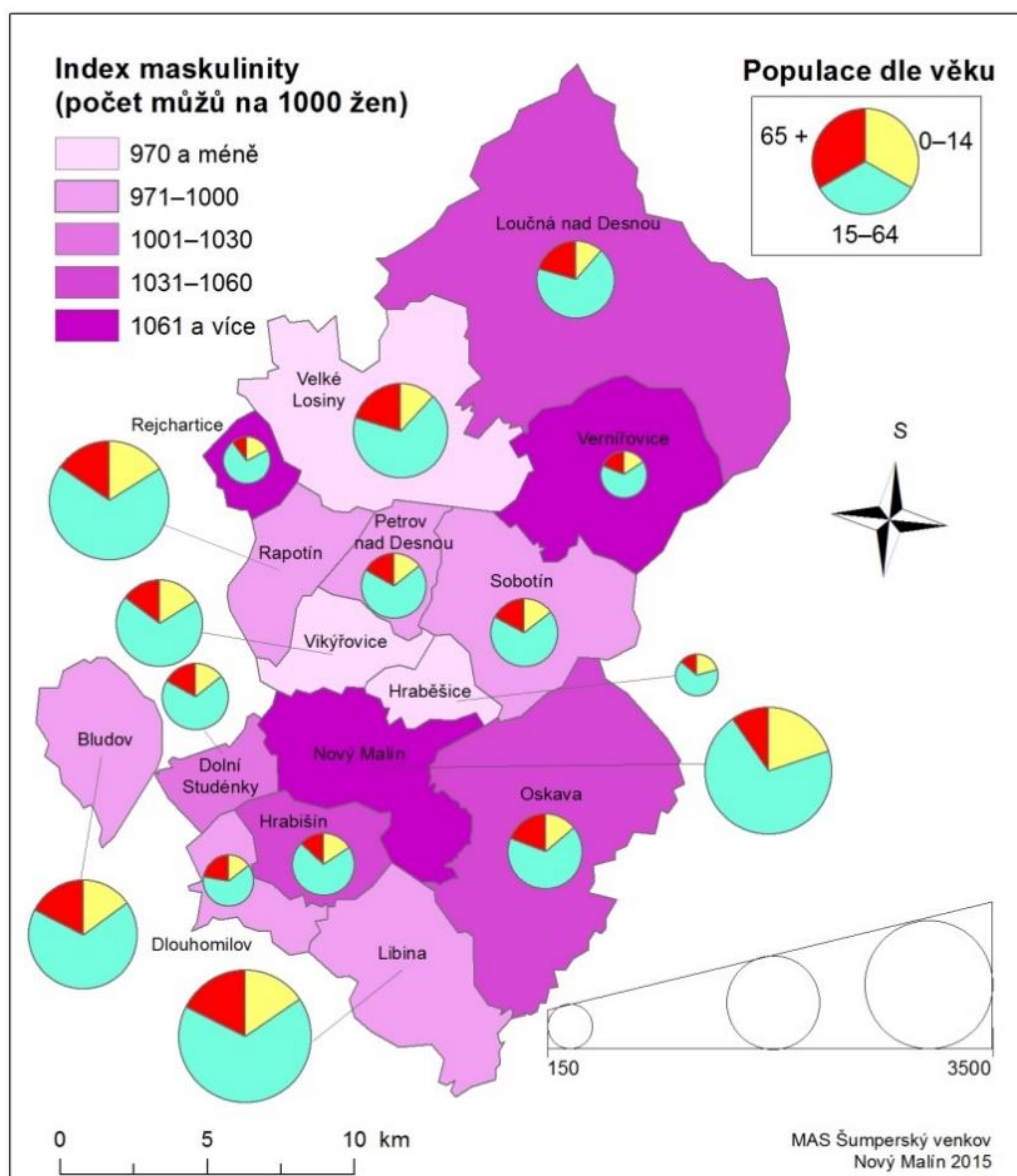 Index maskulinity
(počet můžů na 1000 žen)
970 a méně
971–1000
1001–1030
1031–1060
1061 a více
Populace dle věku
65 +
0–14
15–64
Loučná nad Desnou
Velké
Losiny
Rejchartice
Vernířovice
S
Petrov
nad Desnou
Rapotín
Sobotín
Vikýřovice
Hraběšice
Bludov
Nový Malín
Dolní
Studénky
Oskava
Hrabišín
Dlouhomilov
Libina
150
3500
0
5
10 km
MAS Šumperský venkov
Nový Malín 2015